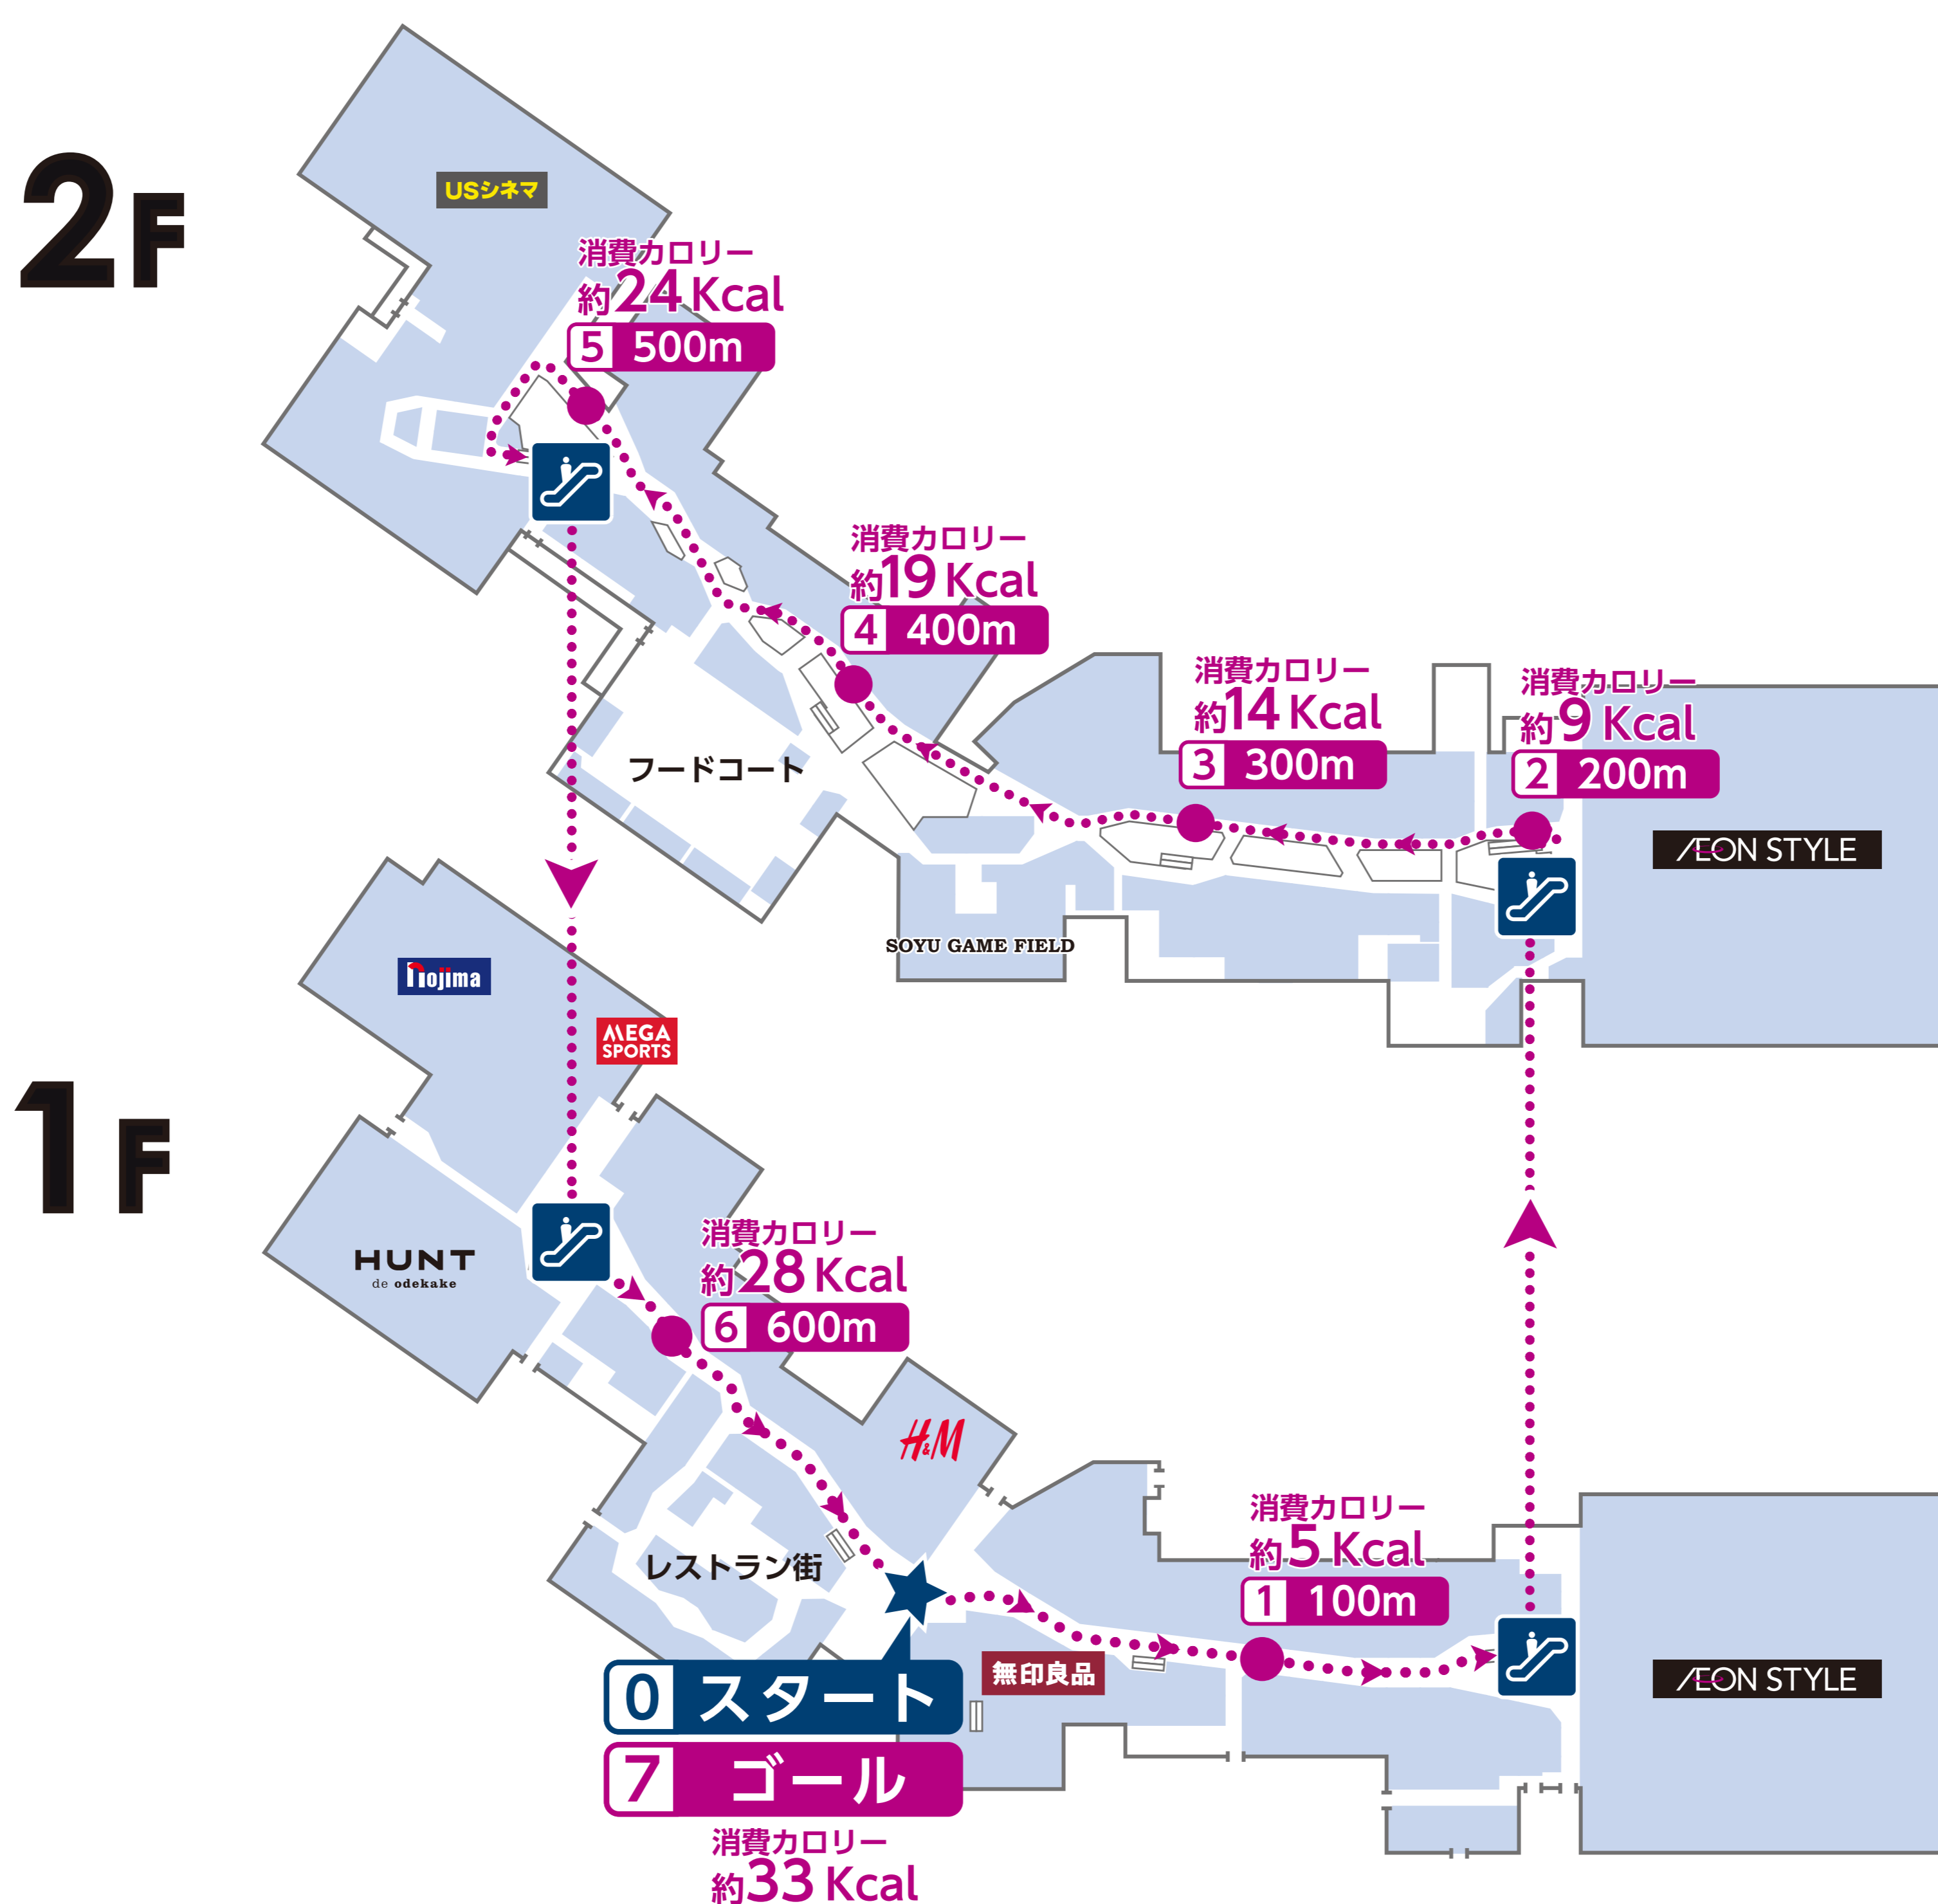 2F
USシネマ
消費カロリー
約24Kcal
5 500m
消費カロリー
約19Kcal
4 400m
消費カロリー
約14Kcal
3 300m
消費カロリー
約9Kcal
2 200m
フードコート
ÆON STYLE
SOYU GAME FIELD
1F
nojima
MEGA
SPORTS
HUNT
de odekake
消費カロリー
約28Kcal
6 600m
H&M
消費カロリー
約5Kcal
1 100m
レストラン街
無印良品
ÆON STYLE
0 スタート
7 ゴール
消費カロリー
約33Kcal